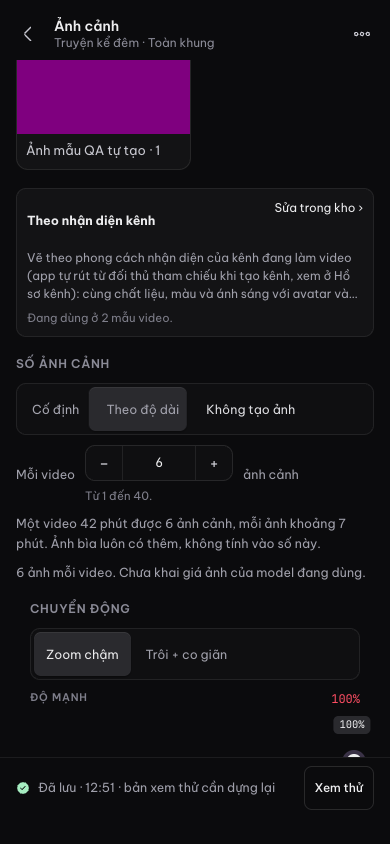 Ảnh cảnh
Truyện kể đêm · Toàn khung
Ảnh mẫu QA tự tạo · 1
Sửa trong kho ›
Theo nhận diện kênh
Vẽ theo phong cách nhận diện của kênh đang làm video
(app tự rút từ đối thủ tham chiếu khi tạo kênh, xem ở Hồ
sơ kênh): cùng chất liệu, màu và ánh sáng với avatar và...
Đang dùng ở 2 mẫu video.
SỐ ẢNH CẢNH
Cố định Theo độ dài Không tạo ảnh
Mỗi video − 6 + ảnh cảnh
Từ 1 đến 40.
Một video 42 phút được 6 ảnh cảnh, mỗi ảnh khoảng 7
phút. Ảnh bìa luôn có thêm, không tính vào số này.
6 ảnh mỗi video. Chưa khai giá ảnh của model đang dùng.
CHUYỂN ĐỘNG
Zoom chậm Trôi + co giãn
ĐỘ MẠNH 100%
100%
Đã lưu · 12:51 · bản xem thử cần dựng lại Xem thử